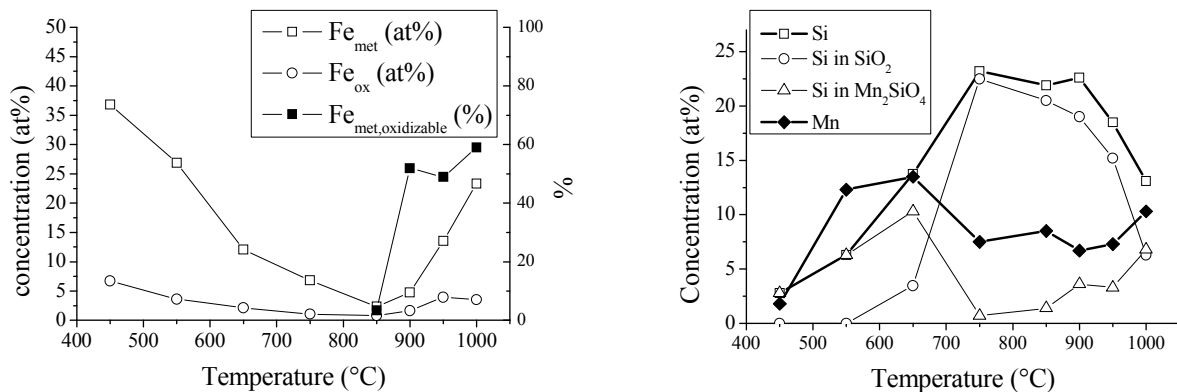 50
45
40
35
30
25
20
15
10
5
0
concentration (at%)
Fe_met (at%)
Fe_ox (at%)
Fe_met,oxidizable (%)
100
80
60
40
20
0
%
400 500 600 700 800 900 1000
Temperature (°C)
25
20
15
10
5
0
Concentration (at%)
Si
Si in SiO₂
Si in Mn₂SiO₄
Mn
400 500 600 700 800 900 1000
Temperature (°C)